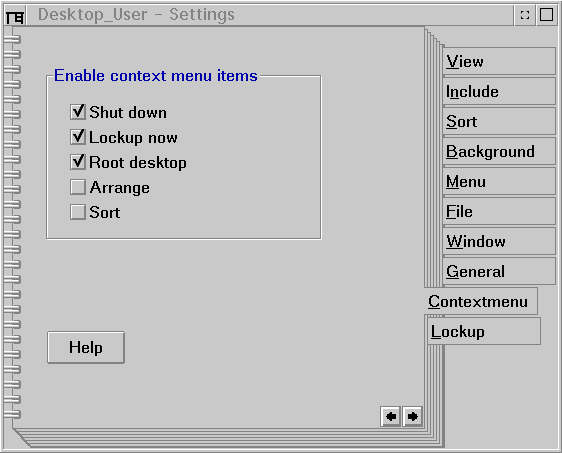 Desktop_User - Settings
Enable context menu items
Shut down
Lockup now
Root desktop
Arrange
Sort
Help
View
Include
Sort
Background
Menu
File
Window
General
Contextmenu
Lockup